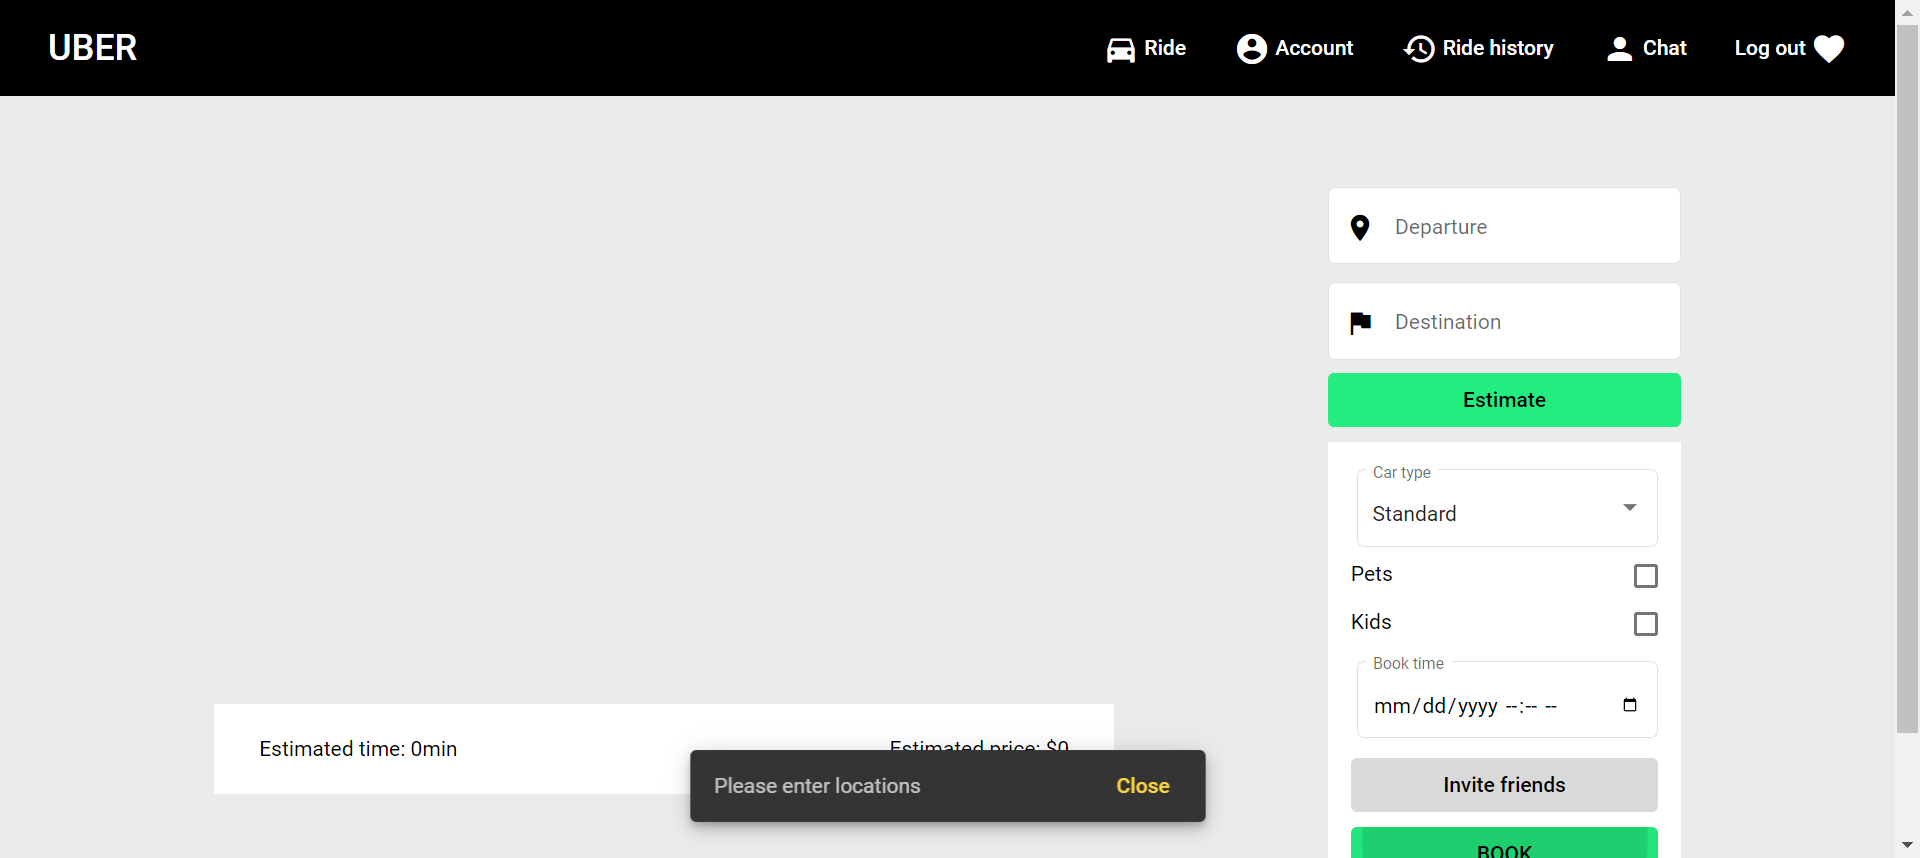 UBER
Ride
Account
Ride history
Chat
Log out
Departure
Destination
Estimate
Car type
Standard
Pets
Kids
Book time
mm/dd/yyyy --:-- --
Estimated time: 0min
Estimated price: $0
Please enter locations
Close
Invite friends
BOOK